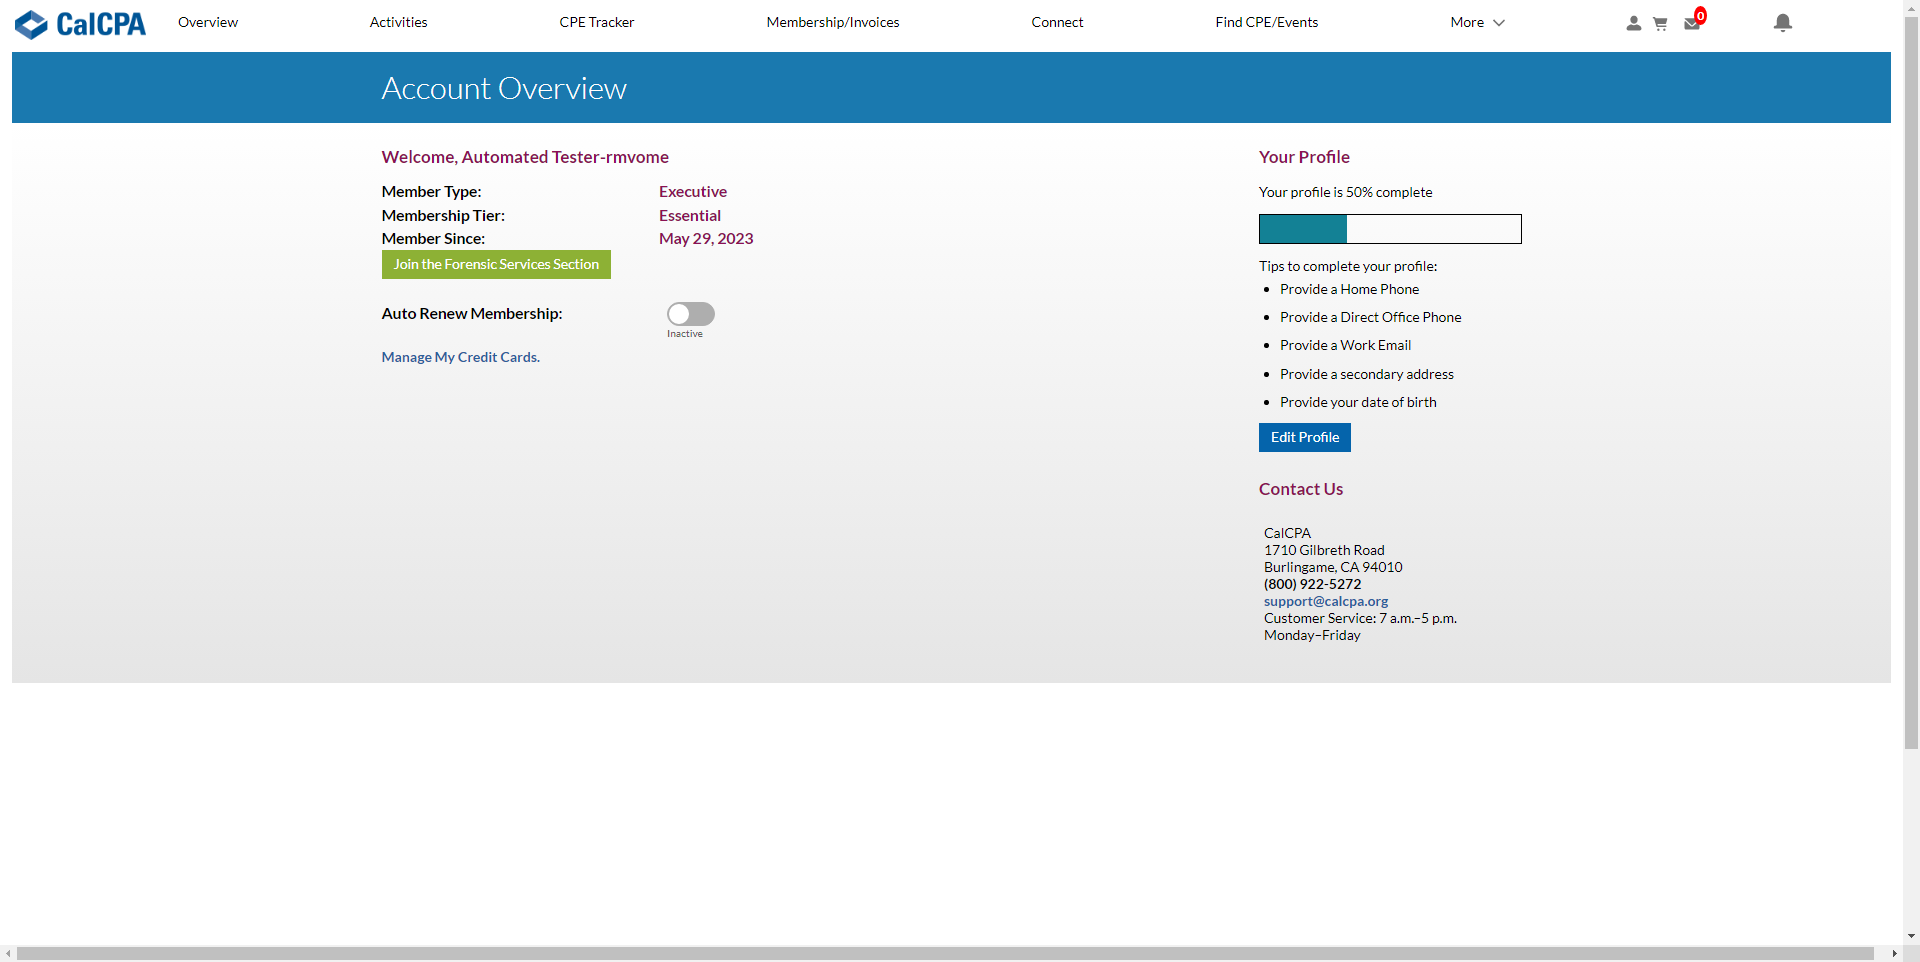 CalCPA
Overview
Activities
CPE Tracker
Membership/Invoices
Connect
Find CPE/Events
More
0
Account Overview
Welcome, Automated Tester-rmvome
Member Type: Executive
Membership Tier: Essential
Member Since: May 29, 2023
Join the Forensic Services Section
Auto Renew Membership:
Inactive
Manage My Credit Cards.
Your Profile
Your profile is 50% complete
Tips to complete your profile:
Provide a Home Phone
Provide a Direct Office Phone
Provide a Work Email
Provide a secondary address
Provide your date of birth
Edit Profile
Contact Us
CalCPA
1710 Gilbreth Road
Burlingame, CA 94010
(800) 922-5272
support@calcpa.org
Customer Service: 7 a.m.–5 p.m.
Monday–Friday